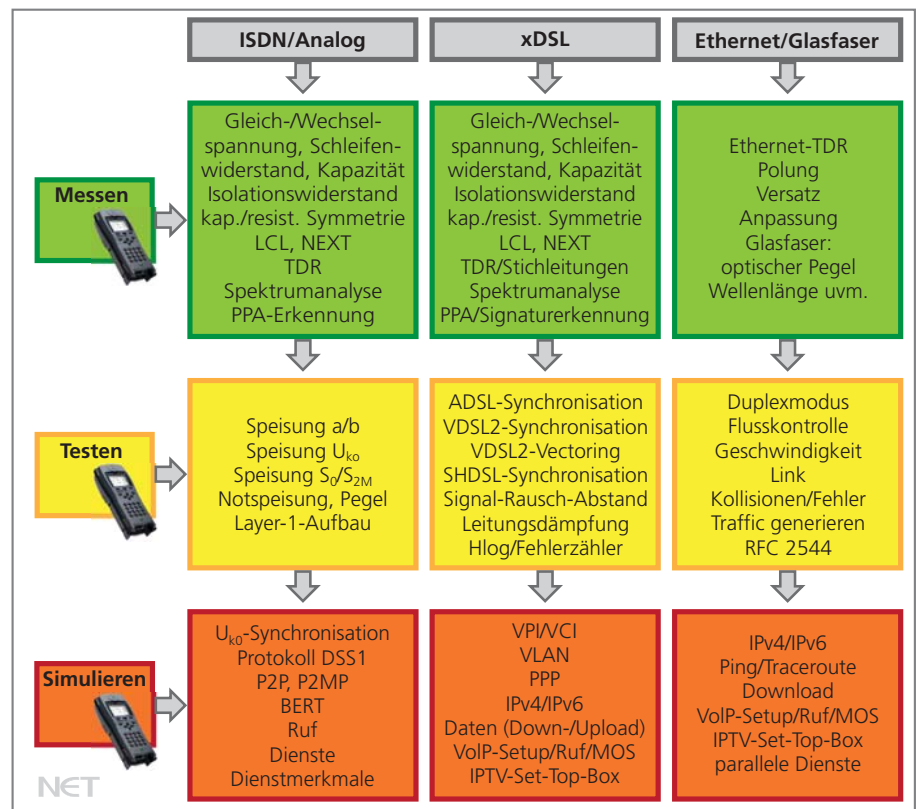 ISDN/Analog
xDSL
Ethernet/Glasfaser
Messen
Gleich-/Wechsel-
spannung, Schleifen-
widerstand, Kapazität
Isolationswiderstand
kap./resist. Symmetrie
LCL, NEXT
TDR
Spektrumanalyse
PPA-Erkennung
Gleich-/Wechsel-
spannung, Schleifen-
widerstand, Kapazität
Isolationswiderstand
kap./resist. Symmetrie
LCL, NEXT
TDR/Stichleitungen
Spektrumanalyse
PPA/Signaturerkennung
Ethernet-TDR
Polung
Versatz
Anpassung
Glasfaser:
optischer Pegel
Wellenlänge uvm.
Testen
Speisung a/b
Speisung Uko
Speisung S0/S2M
Notspeisung, Pegel
Layer-1-Aufbau
ADSL-Synchronisation
VDSL2-Synchronisation
VDSL2-Vectoring
SHDSL-Synchronisation
Signal-Rausch-Abstand
Leitungsdämpfung
Hlog/Fehlerzähler
Duplexmodus
Flusskontrolle
Geschwindigkeit
Link
Kollisionen/Fehler
Traffic generieren
RFC 2544
Simulieren
Uk0-Synchronisation
Protokoll DSS1
P2P, P2MP
BERT
Ruf
Dienste
Dienstmerkmale
VPI/VCI
VLAN
PPP
IPv4/IPv6
Daten (Down-/Upload)
VoIP-Setup/Ruf/MOS
IPTV-Set-Top-Box
IPv4/IPv6
Ping/Traceroute
Download
VoIP-Setup/Ruf/MOS
IPTV-Set-Top-Box
parallele Dienste
NET